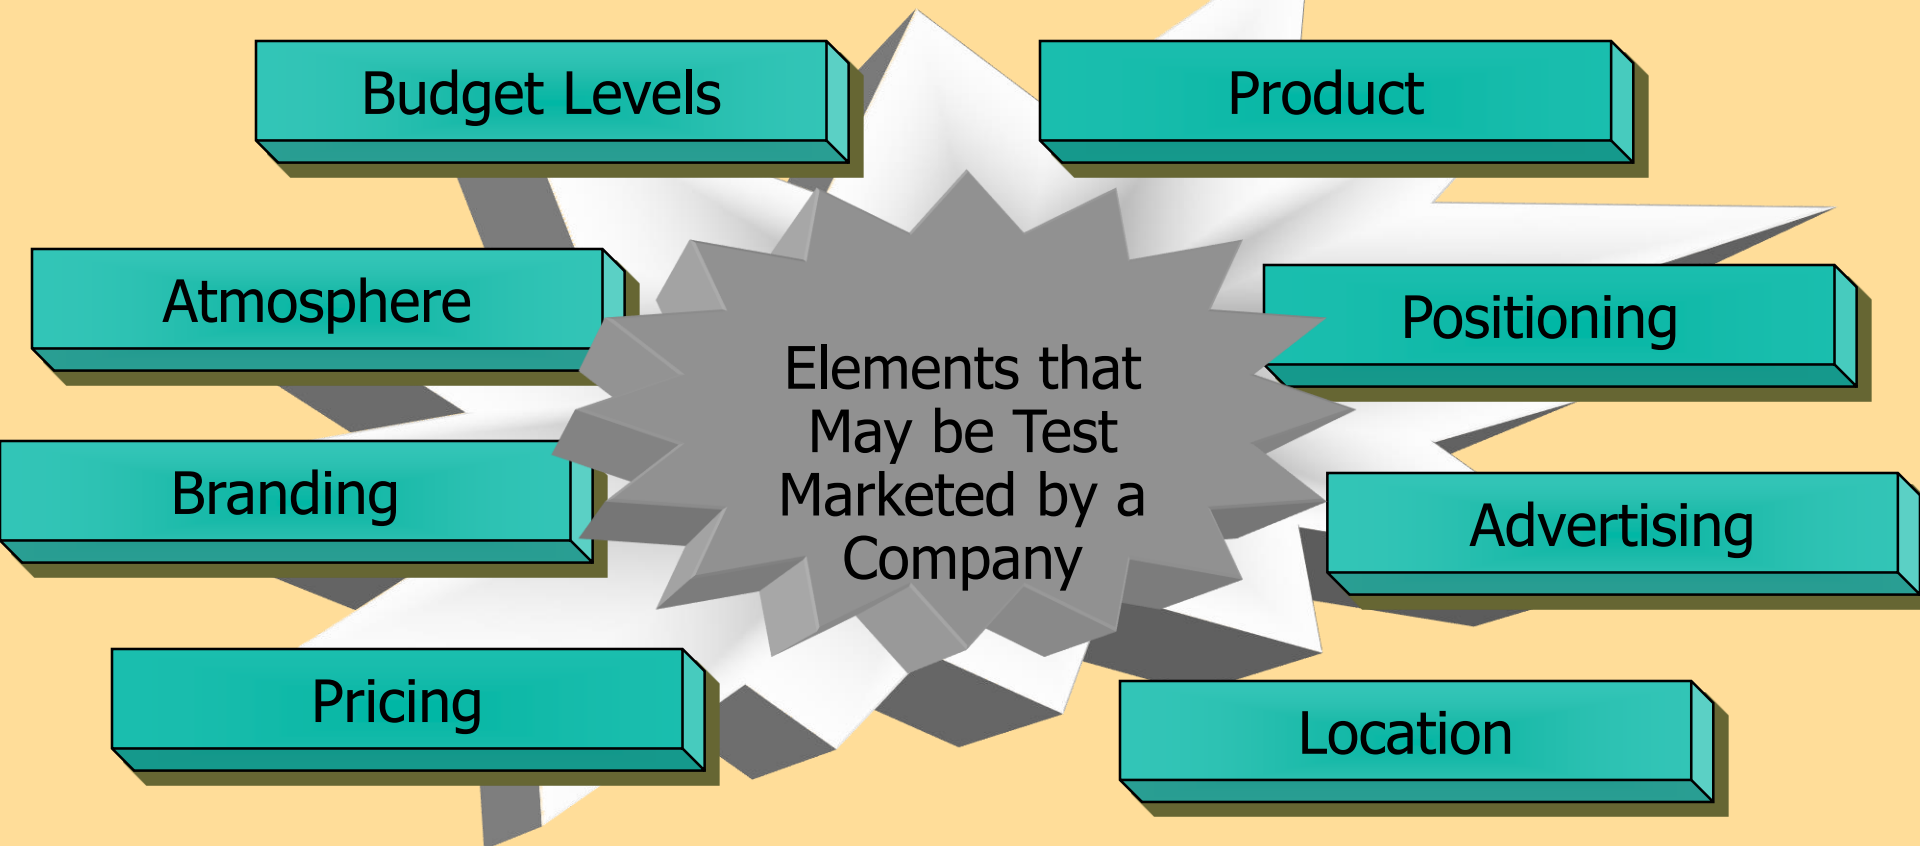 Budget Levels
Product
Atmosphere
Positioning
Elements that
May be Test
Marketed by a
Company
Branding
Advertising
Pricing
Location